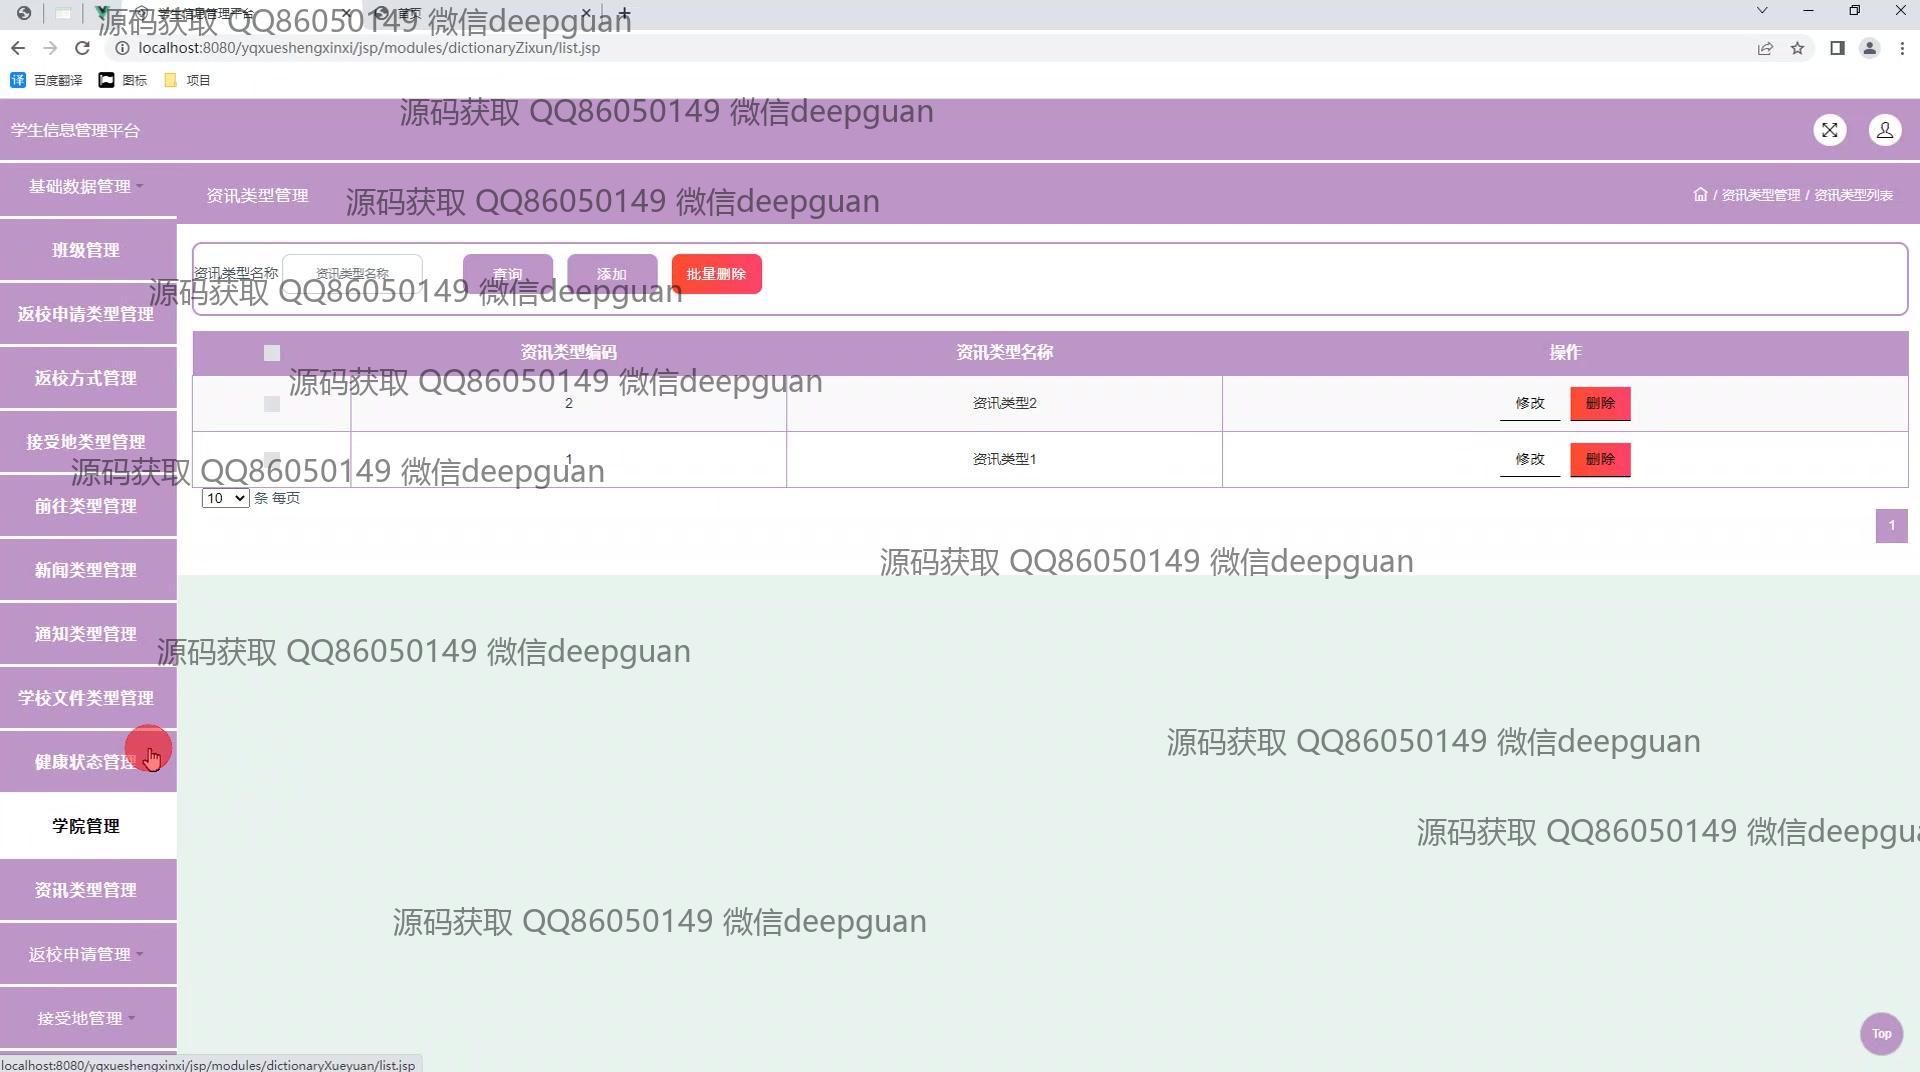 学生信息管理平台
首页
源码获取 QQ86050149 微信deepguan
localhost:8080/yqxueshengxinxi/jsp/modules/dictionaryZixun/list.jsp
译 百度翻译 图标 项目
源码获取 QQ86050149 微信deepguan
学生信息管理平台
基础数据管理
资讯类型管理
源码获取 QQ86050149 微信deepguan
/ 资讯类型管理 / 资讯类型列表
班级管理
资讯类型名称 资讯类型名称 查询 添加 批量删除
源码获取 QQ86050149 微信deepguan
返校申请类型管理
资讯类型编码 资讯类型名称 操作
返校方式管理
源码获取 QQ86050149 微信deepguan
2 资讯类型2 修改 删除
接受地类型管理
1 资讯类型1 修改 删除
源码获取 QQ86050149 微信deepguan
10 条 每页
前往类型管理
1
源码获取 QQ86050149 微信deepguan
新闻类型管理
通知类型管理
源码获取 QQ86050149 微信deepguan
学校文件类型管理
源码获取 QQ86050149 微信deepguan
健康状态管理
学院管理
源码获取 QQ86050149 微信deepgua
资讯类型管理
源码获取 QQ86050149 微信deepguan
返校申请管理
接受地管理
Top
localhost:8080/yqxueshengxinxi/jsp/modules/dictionaryXueyuan/list.jsp